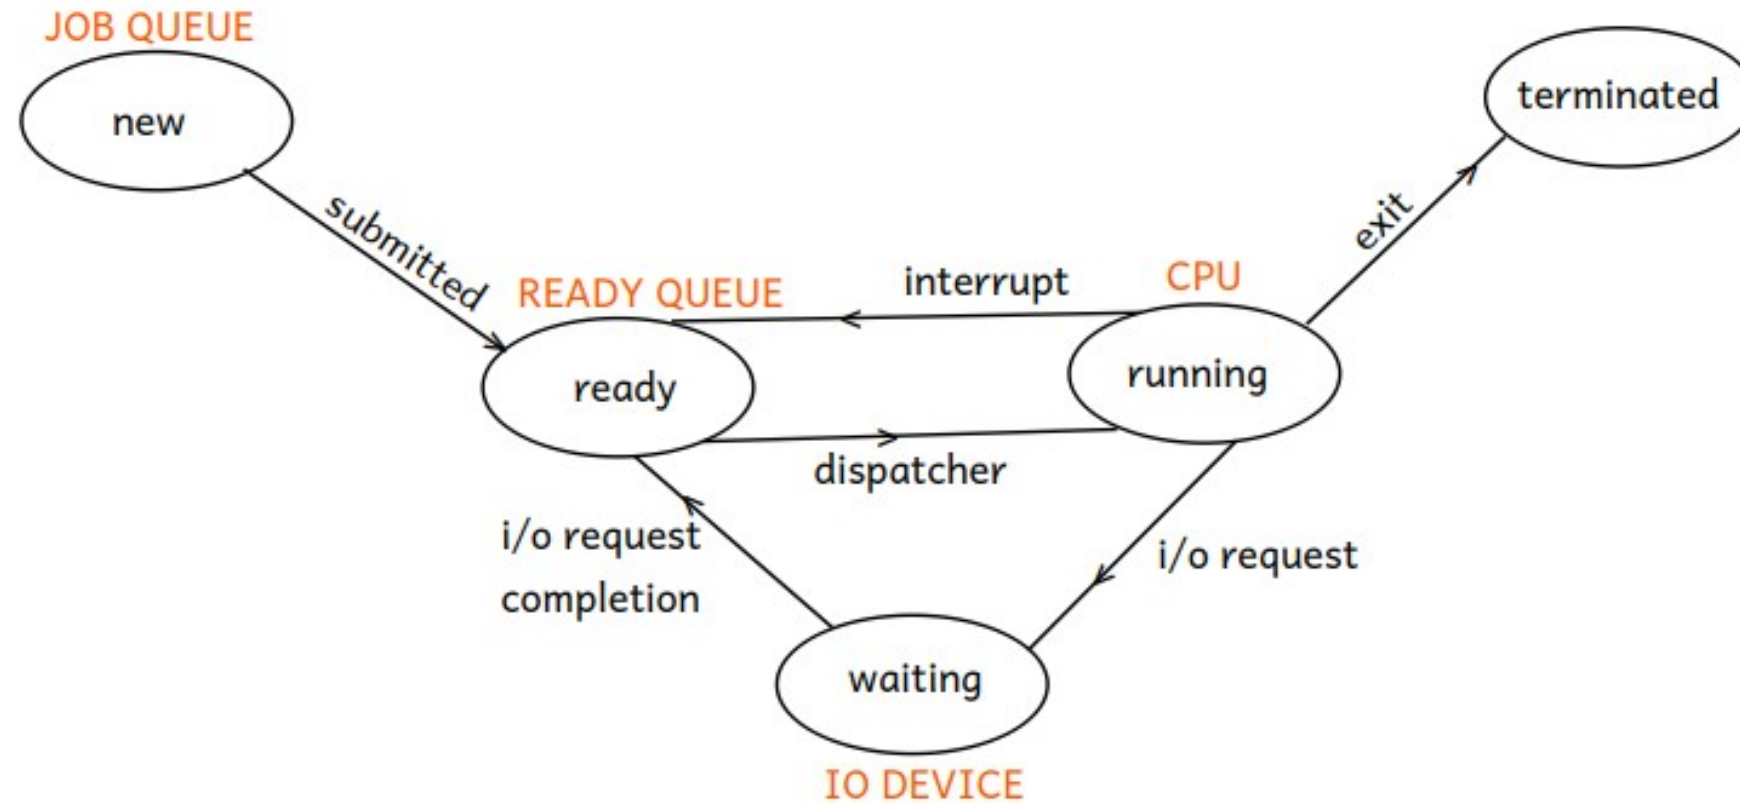 JOB QUEUE
new
terminated
submitted
exit
READY QUEUE
interrupt
CPU
ready
running
dispatcher
i/o request
completion
i/o request
waiting
IO DEVICE